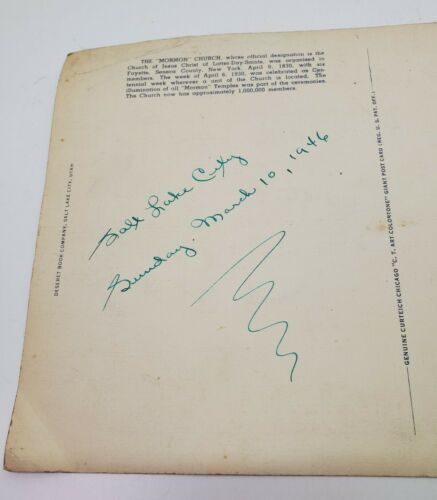 THE "MORMON" CHURCH, whose official designation is the
Church of Jesus Christ of Latter-Day-Saints, was organized in
Fayette, Seneca County, New York, April 6, 1830, with six
members. The week of April 6, 1930, was celebrated as Cen-
tennial week wherever a unit of the Church is located. The
illumination of all "Mormon" Temples was part of the ceremonies.
The Church now has approximately 1,000,000 members.
Salt Lake City
Sunday, March 10, 1946
DESERET BOOK COMPANY, SALT LAKE CITY, UTAH
GENUINE CURTEICH CHICAGO "C. T. ART COLORTONE" GIANT POST CARD (REG. U. S. PAT. OFF.)